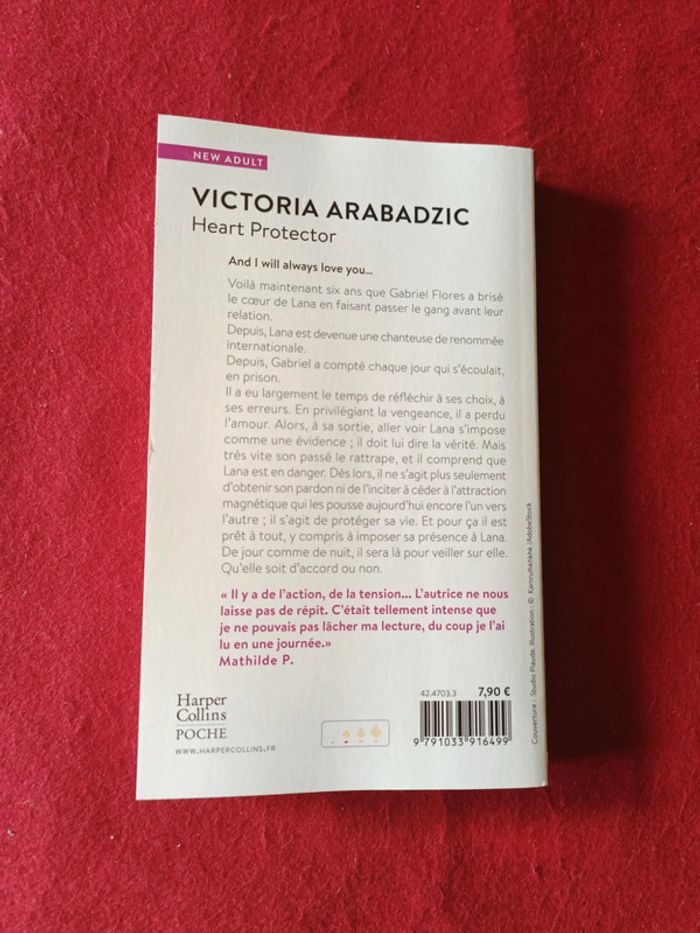 NEW ADULT
VICTORIA ARABADZIC
Heart Protector
And I will always love you...
Voilà maintenant six ans que Gabriel Flores a brisé
le cœur de Lana en faisant passer le gang avant leur
relation.
Depuis, Lana est devenue une chanteuse de renommée
internationale.
Depuis, Gabriel a compté chaque jour qui s'écoulait,
en prison.
Il a eu largement le temps de réfléchir à ses choix, à
ses erreurs. En privilégiant la vengeance, il a perdu
l'amour. Alors, à sa sortie, aller voir Lana s'impose
comme une évidence ; il doit lui dire la vérité. Mais
très vite son passé le rattrape, et il comprend que
Lana est en danger. Dès lors, il ne s'agit plus seulement
d'obtenir son pardon ni de l'inciter à céder à l'attraction
magnétique qui les pousse aujourd'hui encore l'un vers
l'autre ; il s'agit de protéger sa vie. Et pour ça il est
prêt à tout, y compris à imposer sa présence à Lana.
De jour comme de nuit, il sera là pour veiller sur elle.
Qu'elle soit d'accord ou non.
« Il y a de l'action, de la tension... L'autrice ne nous
laisse pas de répit. C'était tellement intense que
je ne pouvais pas lâcher ma lecture, du coup je l'ai
lu en une journée.»
Mathilde P.
Harper
Collins
POCHE
WWW.HARPERCOLLINS.FR
42.4703.3 7,90 €
9 791033 916499
Couverture : Studio Piaude. Illustration : © /AdobeStock